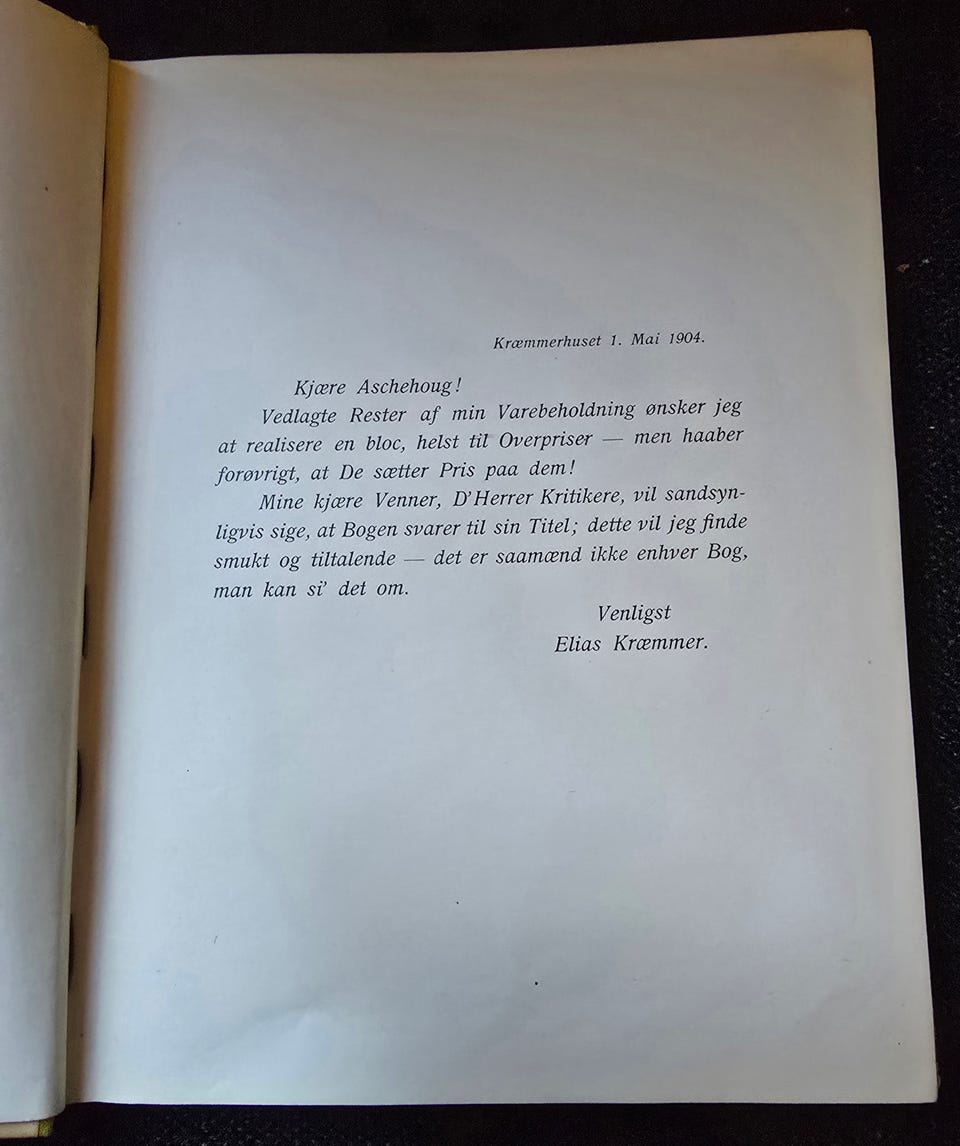 Kræmmerhuset 1. Mai 1904.
Kjære Aschehoug!
Vedlagte Rester af min Varebeholdning ønsker jeg
at realisere en bloc, helst til Overpriser — men haaber
forøvrigt, at De sætter Pris paa dem!
Mine kjære Venner, D'Herrer Kritikere, vil sandsyn-
ligvis sige, at Bogen svarer til sin Titel; dette vil jeg finde
smukt og tiltalende — det er saamænd ikke enhver Bog,
man kan si' det om.
Venligst
Elias Kræmmer.